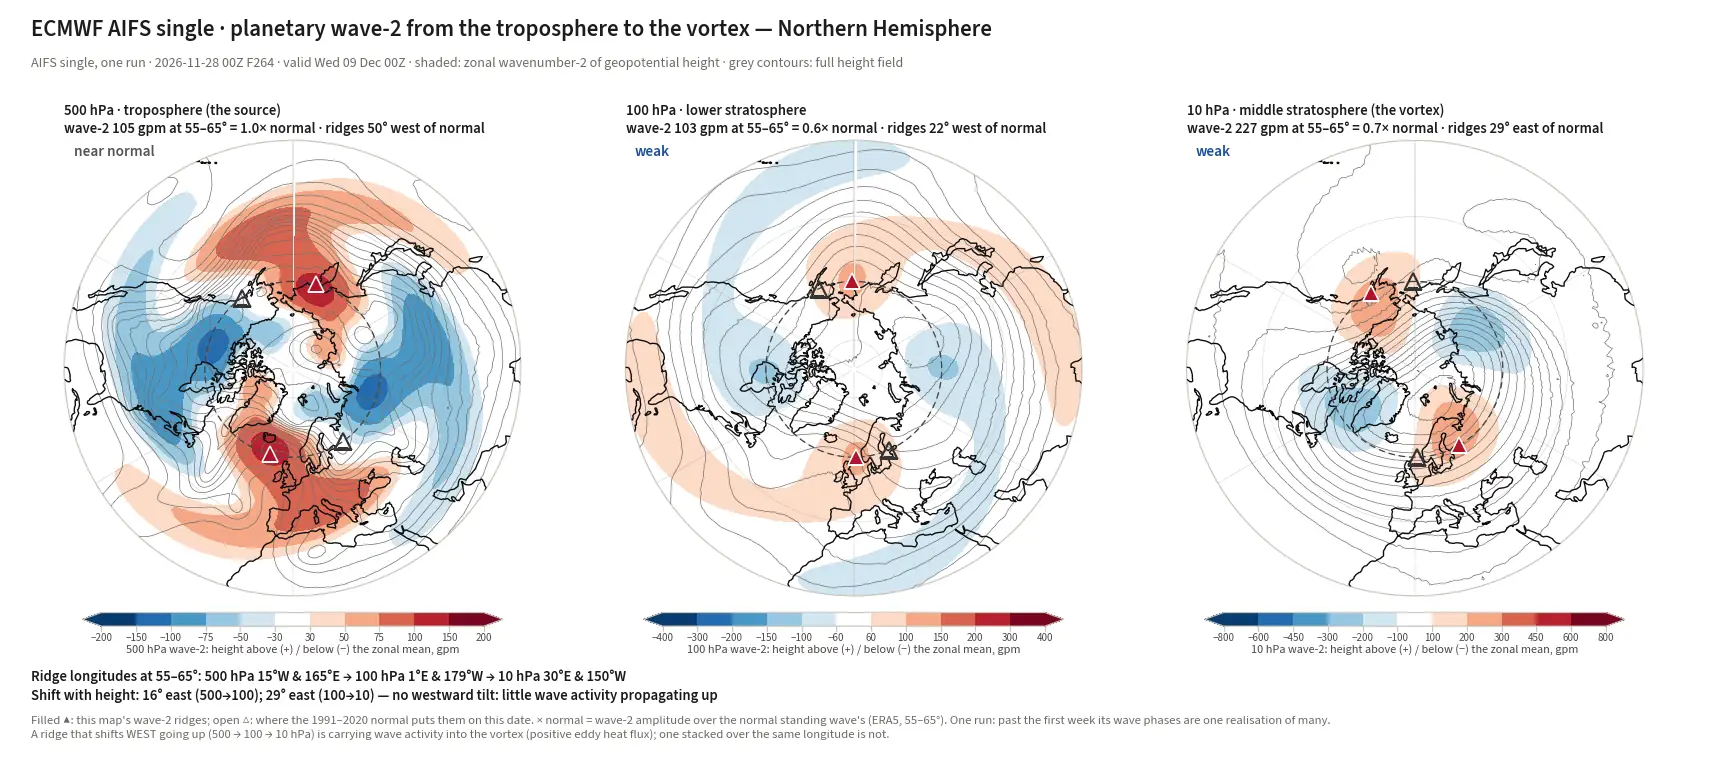 ECMWF AIFS single · planetary wave-2 from the troposphere to the vortex — Northern Hemisphere
AIFS single, one run · 2026-11-28 00Z F264 · valid Wed 09 Dec 00Z · shaded: zonal wavenumber-2 of geopotential height · grey contours: full height field
500 hPa · troposphere (the source)
wave-2 105 gpm at 55–65° = 1.0× normal · ridges 50° west of normal
near normal
100 hPa · lower stratosphere
wave-2 103 gpm at 55–65° = 0.6× normal · ridges 22° west of normal
weak
10 hPa · middle stratosphere (the vortex)
wave-2 227 gpm at 55–65° = 0.7× normal · ridges 29° east of normal
weak
−200 −150 −100 −75 −50 −30 30 50 75 100 150 200
500 hPa wave-2: height above (+) / below (−) the zonal mean, gpm
−400 −300 −200 −150 −100 −60 60 100 150 200 300 400
100 hPa wave-2: height above (+) / below (−) the zonal mean, gpm
−800 −600 −450 −300 −200 −100 100 200 300 450 600 800
10 hPa wave-2: height above (+) / below (−) the zonal mean, gpm
Ridge longitudes at 55–65°: 500 hPa 15°W & 165°E → 100 hPa 1°E & 179°W → 10 hPa 30°E & 150°W
Shift with height: 16° east (500→100); 29° east (100→10) — no westward tilt: little wave activity propagating up
Filled ▲: this map's wave-2 ridges; open △: where the 1991–2020 normal puts them on this date. × normal = wave-2 amplitude over the normal standing wave's (ERA5, 55–65°). One run: past the first week its wave phases are one realisation of many.
A ridge that shifts WEST going up (500 → 100 → 10 hPa) is carrying wave activity into the vortex (positive eddy heat flux); one stacked over the same longitude is not.